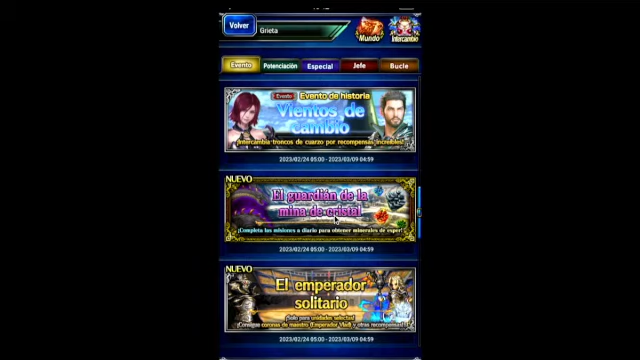 Volver
Grieta
Mundo
Intercambio
Evento
Potenciación
Especial
Jefe
Bucle
Evento
Evento de historia
Vientos de
cambio
¡Intercambia troncos de cuarzo por recompensas increíbles!
2023/02/24 05:00 - 2023/03/09 04:59
NUEVO
El guardián de la
mina de cristal
¡Completa las misiones a diario para obtener minerales de esper!
2023/02/24 05:00 - 2023/03/09 04:59
NUEVO
El emperador
solitario
¡Solo para unidades selectas!
¡Consigue coronas de maestro (Emperador Vlad) y otras recompensas!
2023/02/24 05:00 - 2023/03/09 04:59